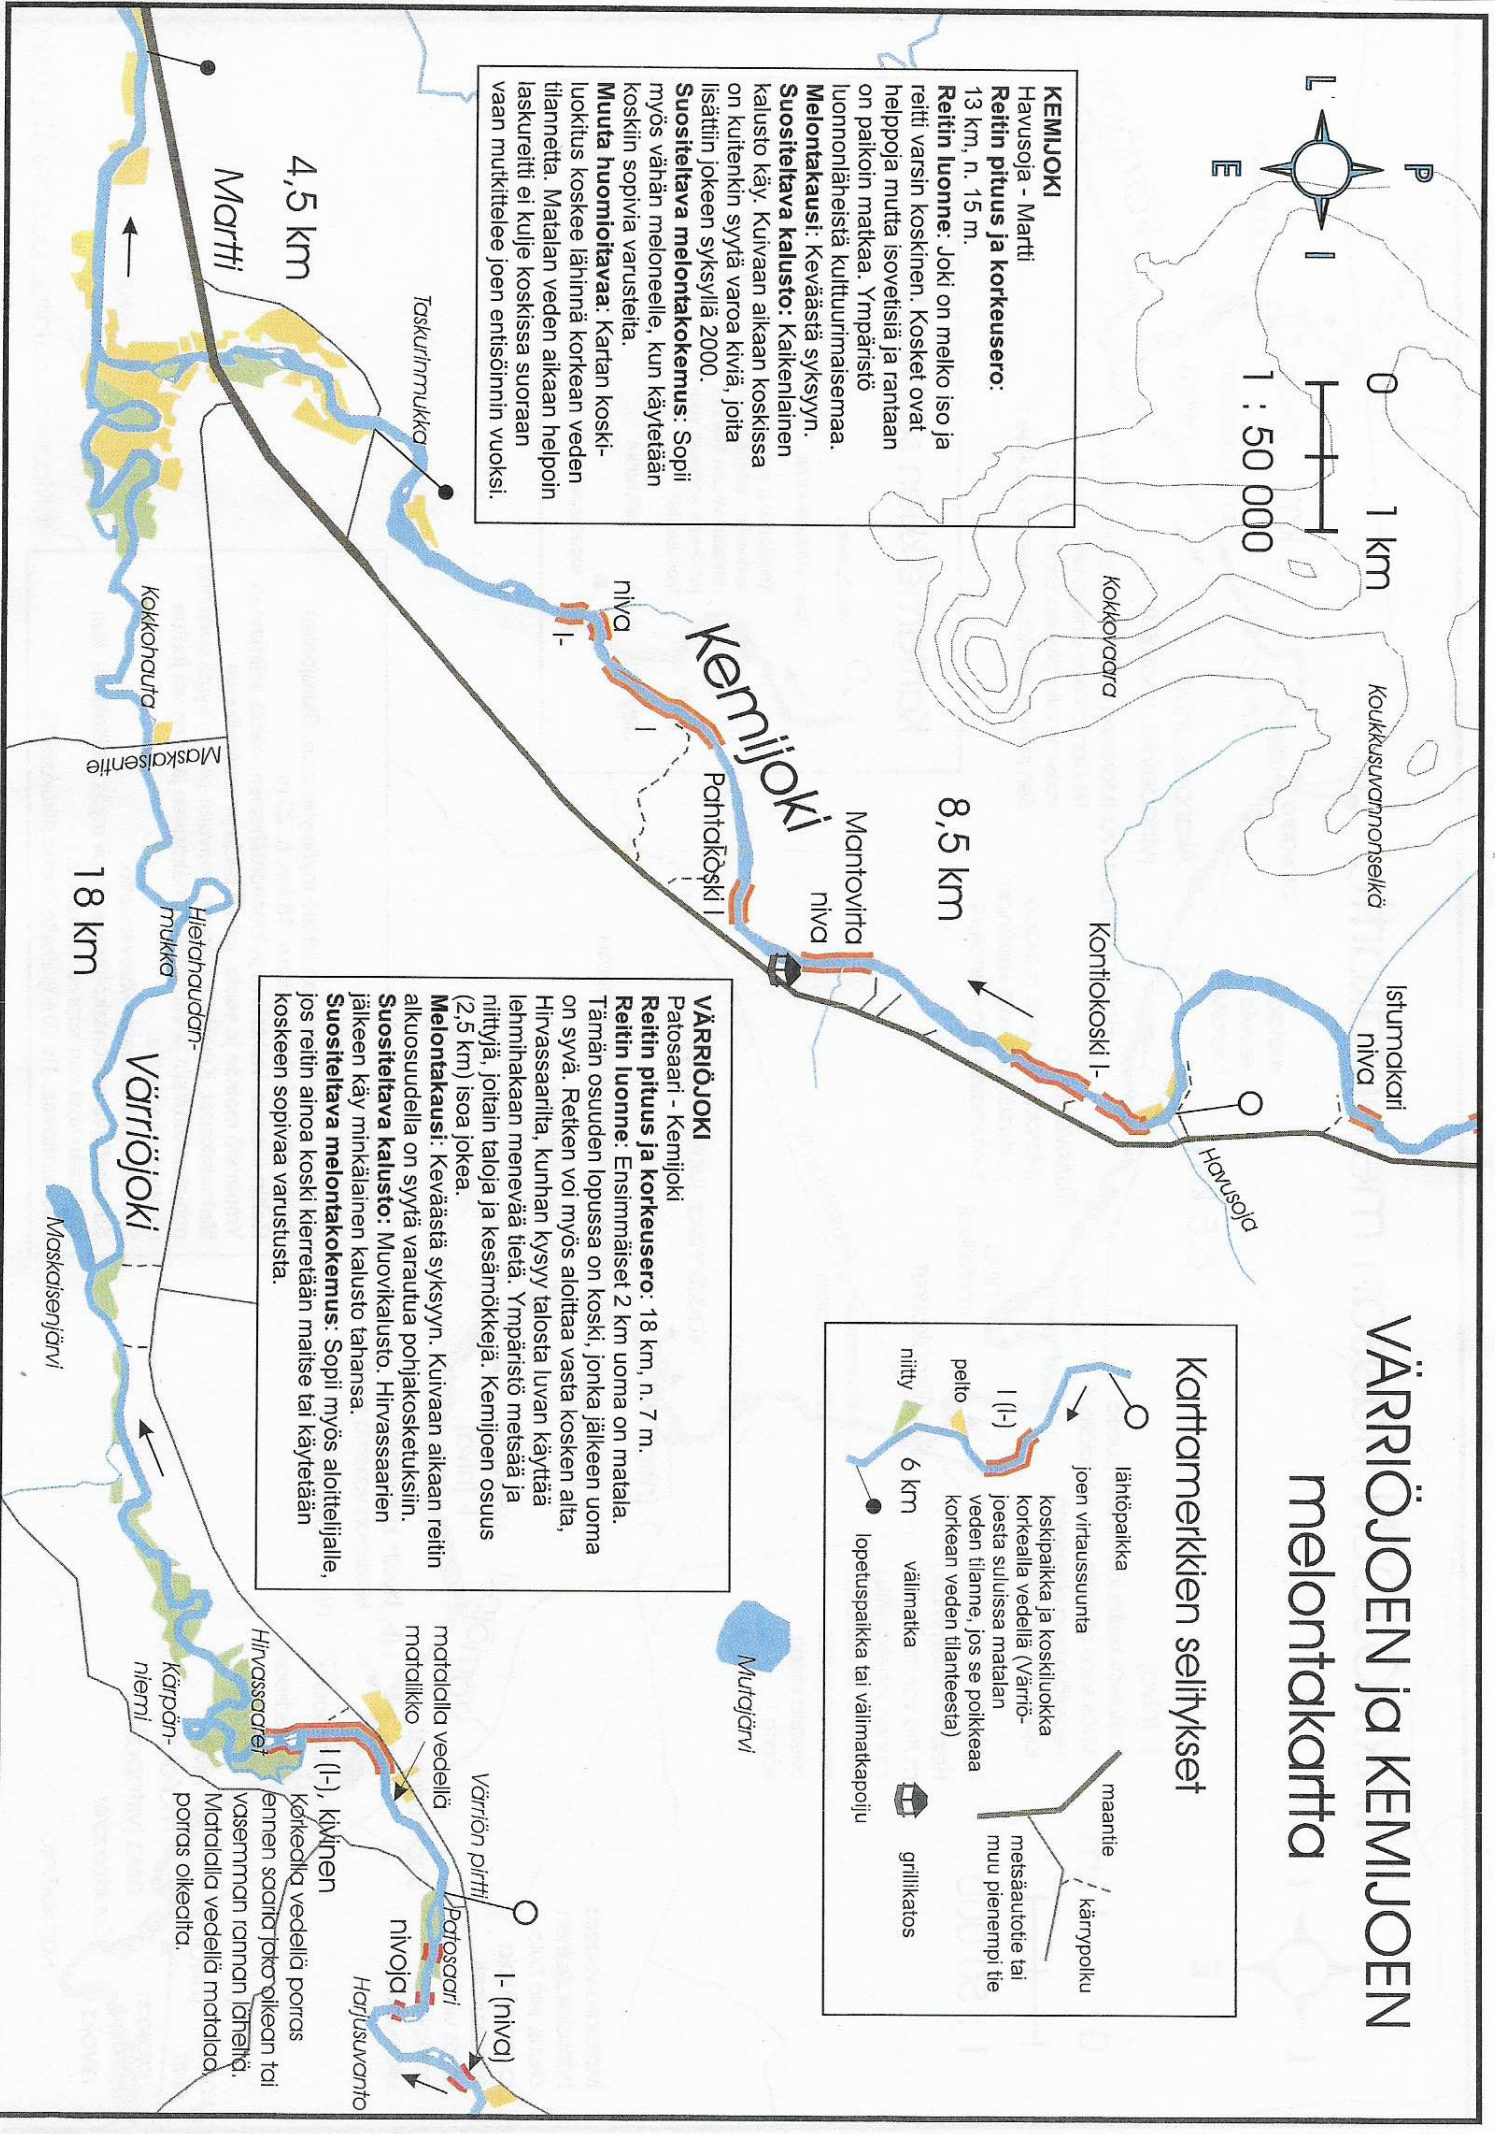 VÄRRIÖJOEN ja KEMIJOEN
melontakartta
P
L
I
E
0
1 km
1 : 50 000
KEMIJOKI
Havusoja - Martti
Reitin pituus ja korkeusero:
13 km, n. 15 m.
Reitin luonne: Joki on melko iso ja
reitti varsin koskinen. Kosket ovat
helppoja mutta isovetisiä ja rantaan
on paikoin matkaa. Ympäristö
luonnonläheistä kulttuurimaisemaa.
Melontakausi: Keväästä syksyyn.
Suositeltava kalusto: Kaikenlainen
kalusto käy. Kuivaan aikaan koskissa
on kuitenkin syytä varoa kiviä, joita
lisättiin jokeen syksyllä 2000.
Suositeltava melontakokemus: Sopii
myös vähän meloneelle, kun käytetään
koskiin sopivia varusteita.
Muuta huomioitavaa: Kartan koski-
luokitus koskee lähinnä korkean veden
tilannetta. Matalan veden aikaan helpoin
laskureitti ei kulje koskissa suoraan
vaan mutkittelee joen entisöinnin vuoksi.
Kokkovaara
Koukkusuvannonselkä
Istumakari
niva
Kontiokoski I-
Havusoja
8,5 km
Mantovirta
niva
Kemijoki
Pahtakoski I
I
niva
I-
Taskurinmukka
4,5 km
Martti
Kartta­merkkien selitykset
lähtöpaikka
joen virtaussuunta
I (I-)
koskipaikka ja koskiluokka
korkealla vedellä (Värriö-
joesta suluissa matalan
veden tilanne, jos se poikkeaa
korkean veden tilanteesta)
pelto
niitty
6 km
välimatka
lopetuspaikka tai välimatkapoiju
maantie
kärrypolku
metsäautotie tai
muu pienempi tie
grillikatos
VÄRRIÖJOKI
Patosaari - Kemijoki
Reitin pituus ja korkeusero: 18 km, n. 7 m.
Reitin luonne: Ensimmäiset 2 km uoma on matala.
Tämän osuuden lopussa on koski, jonka jälkeen uoma
on syvä. Retken voi myös aloittaa vasta kosken alta,
Hirvassaarilta, kunhan kysyy talosta luvan käyttää
lehmihakaan menevää tietä. Ympäristö metsää ja
niittyjä, joitain taloja ja kesämökkejä. Kemijoen osuus
(2,5 km) isoa jokea.
Melontakausi: Keväästä syksyyn. Kuivaan aikaan reitin
alkuosuudella on syytä varautua pohjakosketuksiin.
Suositeltava kalusto: Muovikalusto. Hirvassaarien
jälkeen käy minkälainen kalusto tahansa.
Suositeltava melontakokemus: Sopii myös aloittelijalle,
jos reitin ainoa koski kierretään maitse tai käytetään
koskeen sopivaa varustusta.
Mutajärvi
Kokkohauta
Maskaisentie
Hietahaudan-
mukka
18 km
Värriöjoki
Maskaisenjärvi
Hirvassaaret
Kärpän-
niemi
matalalla vedellä
matalikko
Värriön pirtti
Patosaari
nivoja
I- (niva)
Harjusuvanto
I (I-), kivinen
Korkealla vedellä porras
ennen saaria joko oikean tai
vasemman rannan läheltä.
Matalalla vedellä matalaa,
porras oikealta.